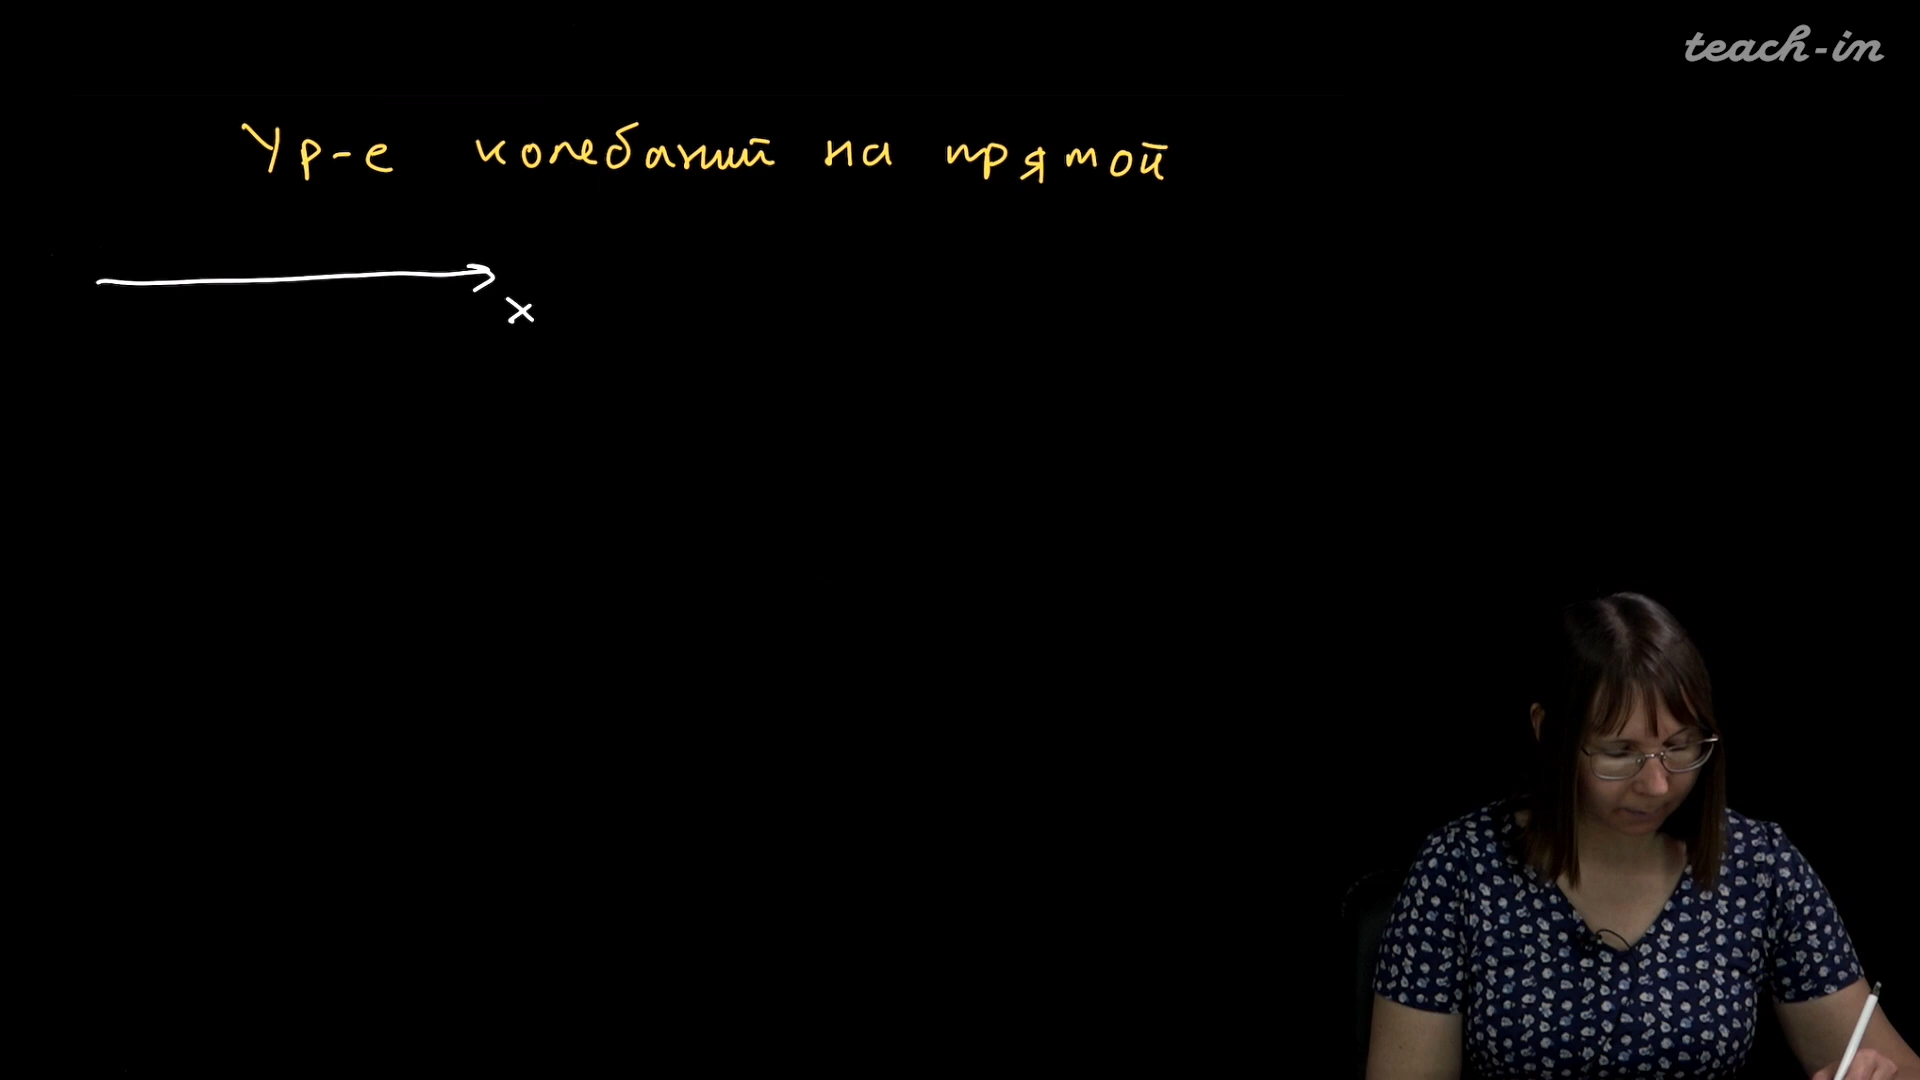 teach-in
Ур-е колебаний на прямой
x